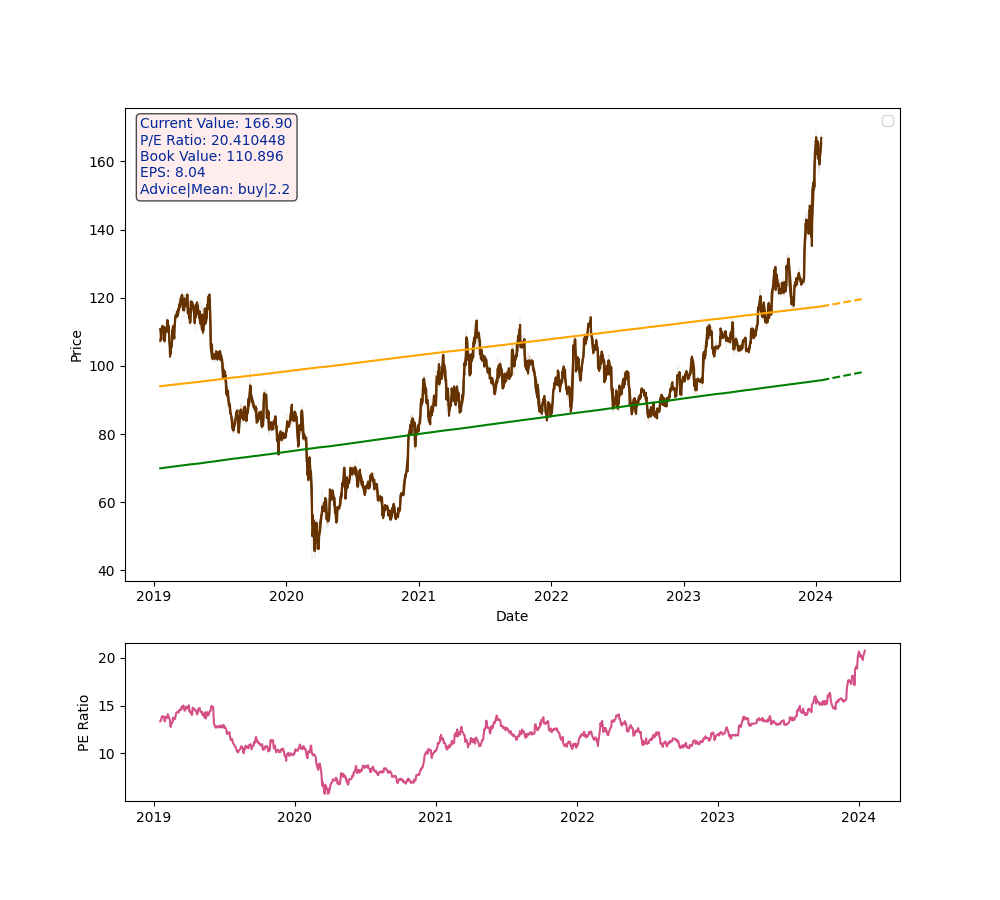 Current Value: 166.90
P/E Ratio: 20.410448
Book Value: 110.896
EPS: 8.04
Advice|Mean: buy|2.2
Price
160
140
120
100
80
60
40
2019 2020 2021 2022 2023 2024
Date
PE Ratio
20
15
10
2019 2020 2021 2022 2023 2024